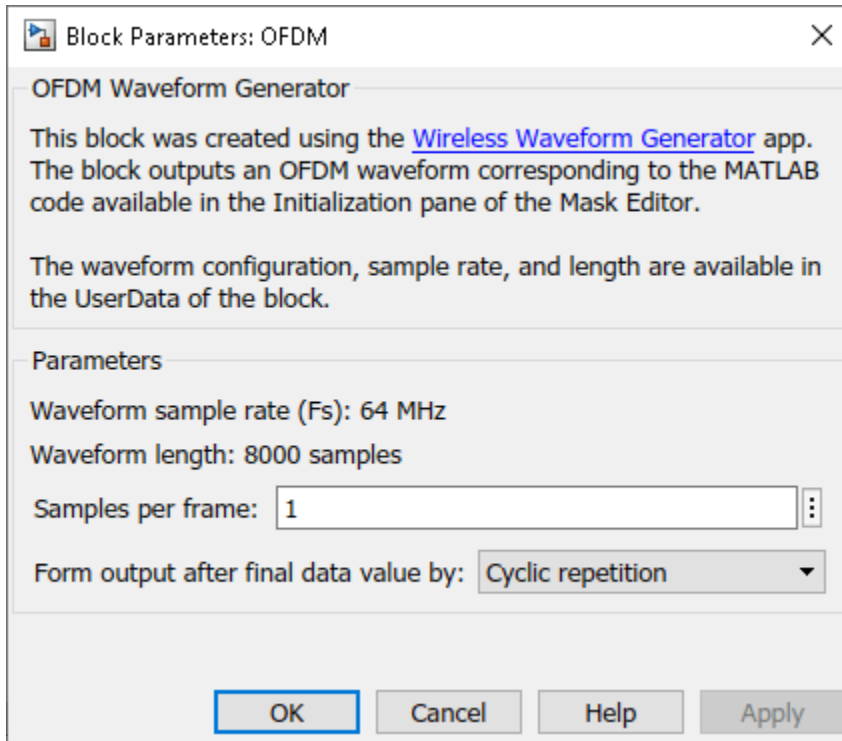 Block Parameters: OFDM
OFDM Waveform Generator
This block was created using the Wireless Waveform Generator app.
The block outputs an OFDM waveform corresponding to the MATLAB
code available in the Initialization pane of the Mask Editor.
The waveform configuration, sample rate, and length are available in
the UserData of the block.
Parameters
Waveform sample rate (Fs): 64 MHz
Waveform length: 8000 samples
Samples per frame: 1
Form output after final data value by: Cyclic repetition
OK Cancel Help Apply